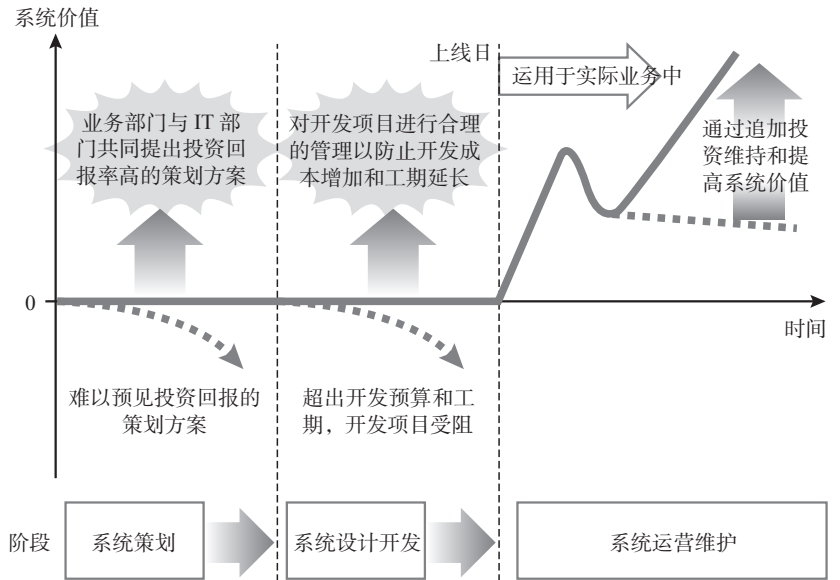 系统价值
上线日
运用于实际业务中
业务部门与 IT 部
门共同提出投资回
报率高的策划方案
对开发项目进行合理
的管理以防止开发成
本增加和工期延长
通过追加投
资维持和提
高系统价值
0
时间
难以预见投资回报的
策划方案
超出开发预算和工
期，开发项目受阻
阶段
系统策划
系统设计开发
系统运营维护